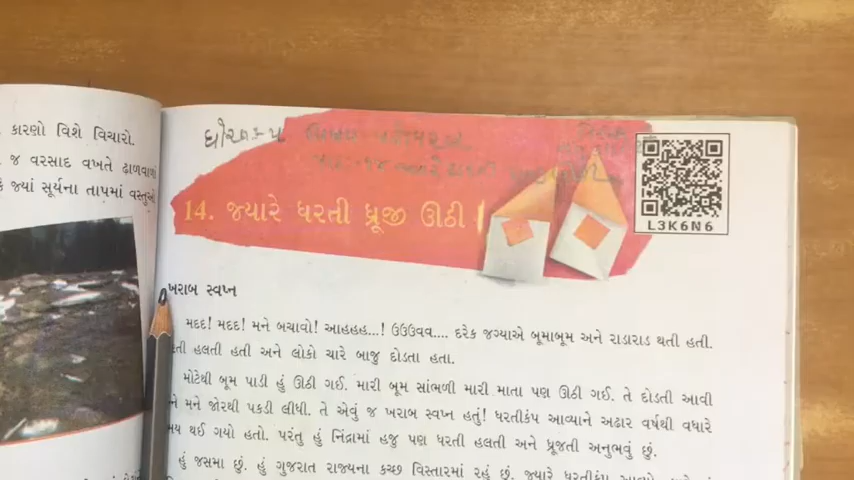 કારણો વિશે વિચારો.
જ વરસાદ વખતે ઢાળવાળી
જ્યાં સૂર્યના તાપમાં વસ્તુઓ
ધરતીકંપ
14. જ્યારે ધરતી ધ્રૂજી ઊઠી !
L3K6N6
ખરાબ સ્વપ્ન
મદદ! મદદ! મને બચાવો! આહહહ...! ઉઉઉવવ.... દરેક જગ્યાએ બૂમાબૂમ અને રાડારાડ થતી હતી.
હલતી હતી અને લોકો ચારે બાજુ દોડતા હતા.
મોટેથી બૂમ પાડી હું ઊઠી ગઈ. મારી બૂમ સાંભળી મારી માતા પણ ઊઠી ગઈ. તે દોડતી આવી
મને જોરથી પકડી લીધી. તે એવું જ ખરાબ સ્વપ્ન હતું! ધરતીકંપ આવ્યાને અઢાર વર્ષથી વધારે
થઈ ગયો હતો. પરંતુ હું નિંદ્રામાં હજુ પણ ધરતી હલતી અને ધ્રૂજતી અનુભવું છું.
હું જસમા છું. હું ગુજરાત રાજ્યના કચ્છ વિસ્તારમાં રહું છું. જ્યારે ધરતીકંપ આવ્યો